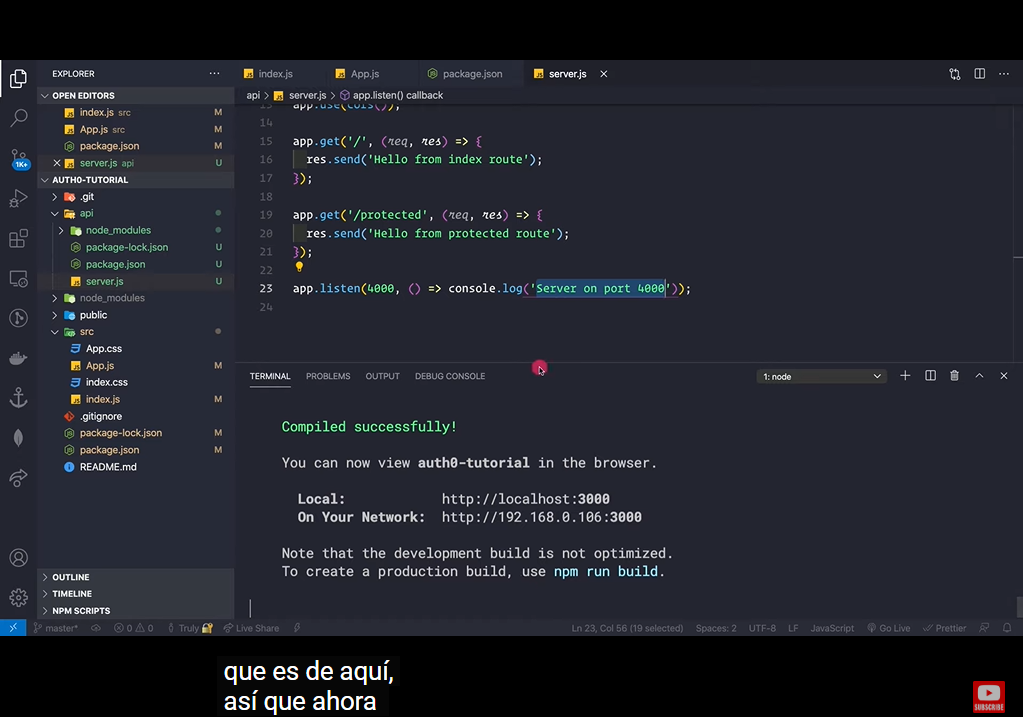 EXPLORER
OPEN EDITORS
index.js src M
App.js src M
package.json M
server.js api U
AUTH0-TUTORIAL
.git
api
node_modules
package-lock.json U
package.json U
server.js U
node_modules
public
src
App.css
App.js M
index.css
index.js M
.gitignore
package-lock.json M
package.json M
README.md
OUTLINE
TIMELINE
NPM SCRIPTS
1K+
index.js App.js package.json server.js
api > server.js > app.listen() callback
13 app.use(cors());
14
15 app.get('/', (req, res) => {
16 res.send('Hello from index route');
17 });
18
19 app.get('/protected', (req, res) => {
20 res.send('Hello from protected route');
21 });
22
23 app.listen(4000, () => console.log('Server on port 4000'));
24
TERMINAL PROBLEMS OUTPUT DEBUG CONSOLE 1: node
Compiled successfully!
You can now view auth0-tutorial in the browser.
Local: http://localhost:3000
On Your Network: http://192.168.0.106:3000
Note that the development build is not optimized.
To create a production build, use npm run build.
master* 0 0 Truly Live Share Ln 23, Col 56 (19 selected) Spaces: 2 UTF-8 LF JavaScript Go Live Prettier
que es de aquí,
así que ahora
SUBSCRIBE